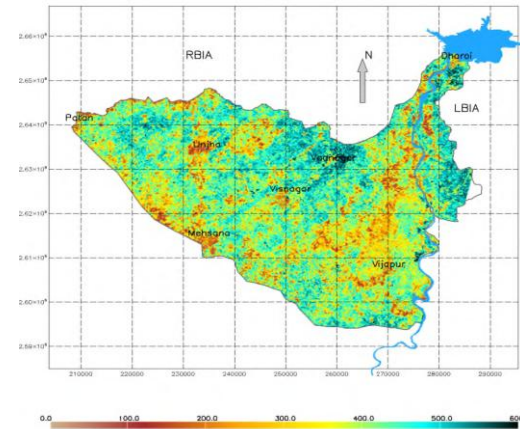 2.66×10⁶
RBIA
N
Dharoi
2.65×10⁶
LBIA
Patan
2.64×10⁶
Unjha
Vadnagar
2.63×10⁶
Visnagar
2.62×10⁶
Mehsana
2.61×10⁶
Vijapur
2.60×10⁶
2.59×10⁶
210000 220000 230000 240000 250000 260000 270000 280000 290000
0.0 100.0 200.0 300.0 400.0 500.0